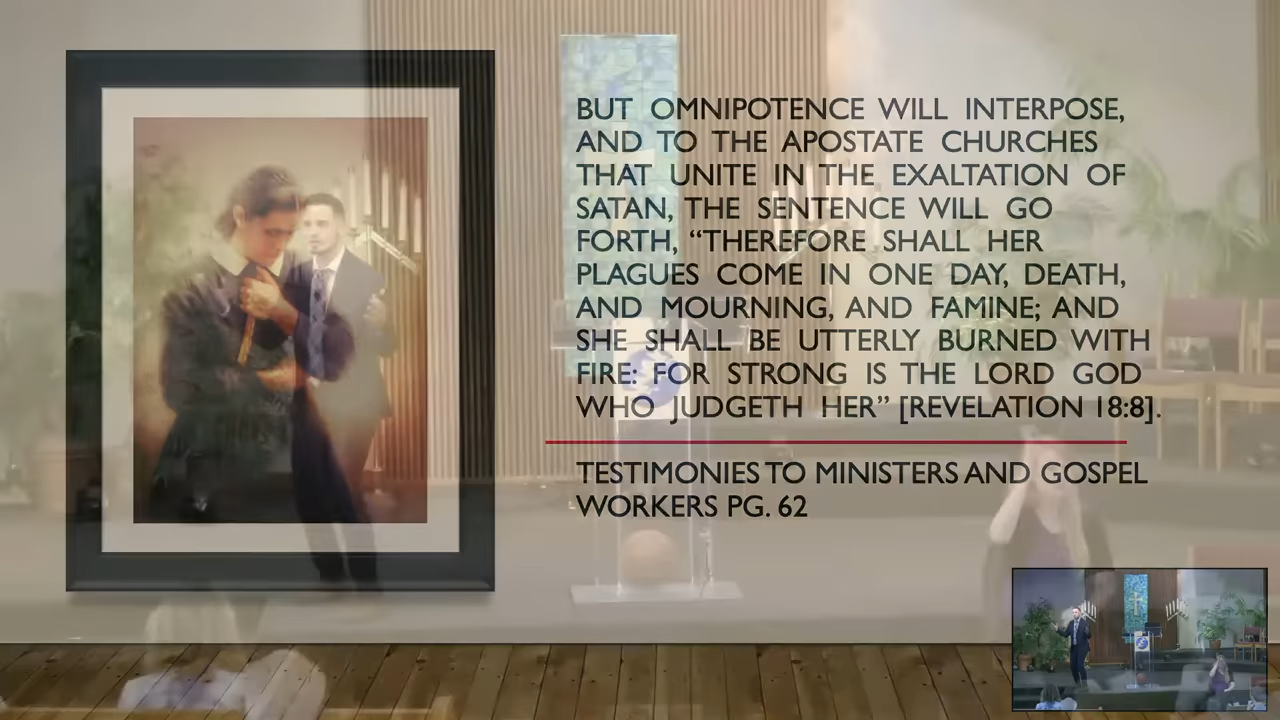 BUT OMNIPOTENCE WILL INTERPOSE,
AND TO THE APOSTATE CHURCHES
THAT UNITE IN THE EXALTATION OF
SATAN, THE SENTENCE WILL GO
FORTH, “THEREFORE SHALL HER
PLAGUES COME IN ONE DAY, DEATH,
AND MOURNING, AND FAMINE; AND
SHE SHALL BE UTTERLY BURNED WITH
FIRE: FOR STRONG IS THE LORD GOD
WHO JUDGETH HER” [REVELATION 18:8].
TESTIMONIES TO MINISTERS AND GOSPEL
WORKERS PG. 62